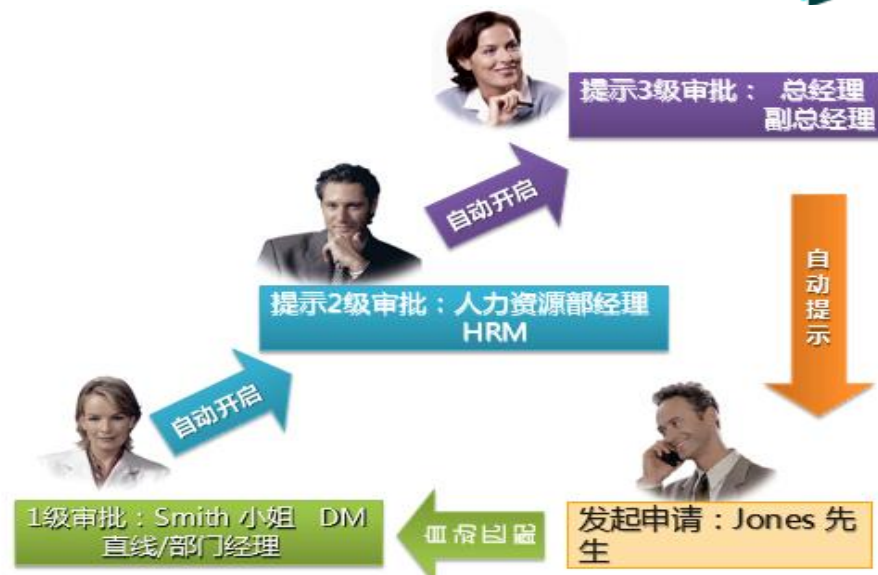 提示3级审批： 总经理
副总经理
自动开启
自动提示
提示2级审批：人力资源部经理
HRM
自动开启
1级审批：Smith 小姐 DM
直线/部门经理
发起申请：Jones 先
生